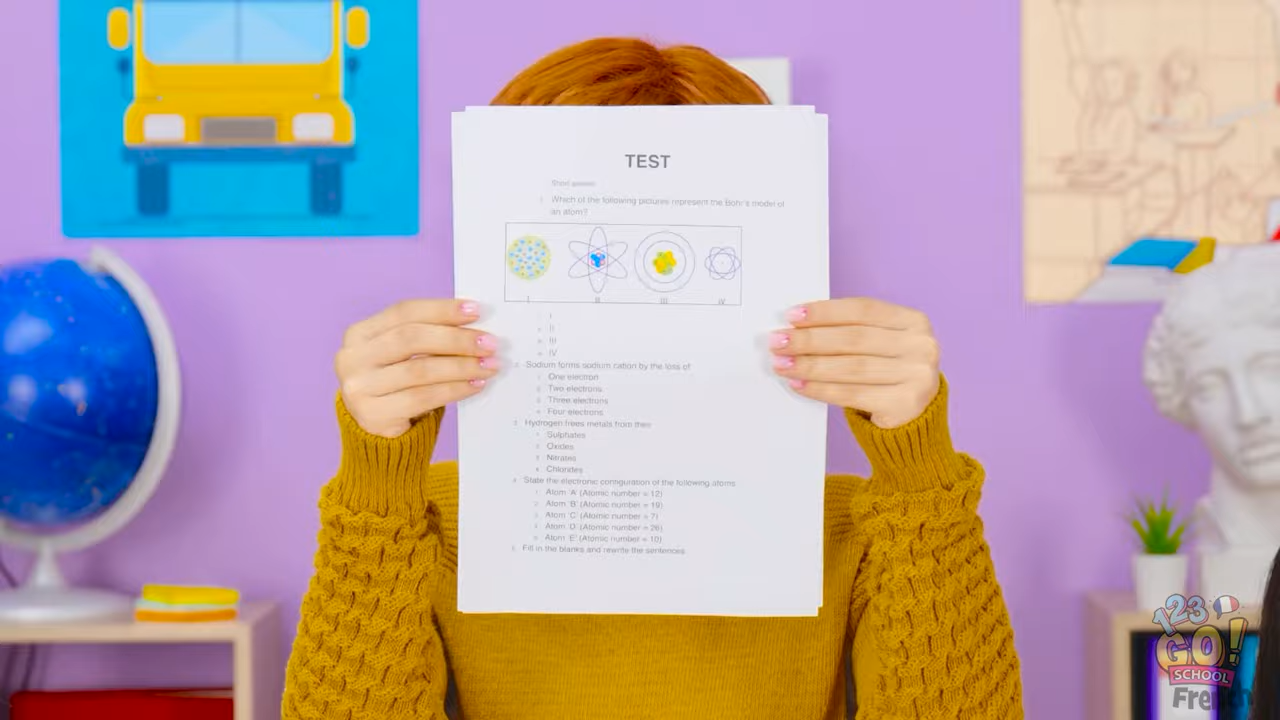 TEST
Short answer
Which of the following pictures represent the Bohr's model of
an atom?
I II III IV
I
II
III
IV
Sodium forms sodium cation by the loss of
One electron
Two electrons
Three electrons
Four electrons
Hydrogen frees metals from their
Sulphates
Oxides
Nitrates
Chlorates
State the electronic configuration of the following atoms
Atom 'A' (Atomic number = 12)
Atom 'B' (Atomic number = 19)
Atom 'C' (Atomic number = 7)
Atom 'D' (Atomic number = 26)
Atom 'E' (Atomic number = 10)
Fill in the blanks and rewrite the sentences
123
GO!
SCHOOL
French